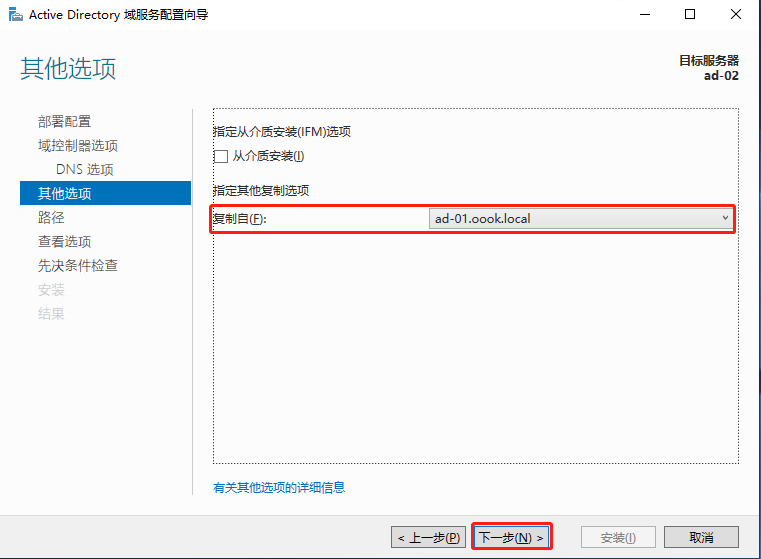 Active Directory 域服务配置向导
其他选项
目标服务器
ad-02
部署配置
域控制器选项
DNS 选项
其他选项
路径
查看选项
先决条件检查
安装
结果
指定从介质安装(IFM)选项
从介质安装(I)
指定其他复制选项
复制自(F):
ad-01.oook.local
有关其他选项的详细信息
< 上一步(P)
下一步(N) >
安装(I)
取消